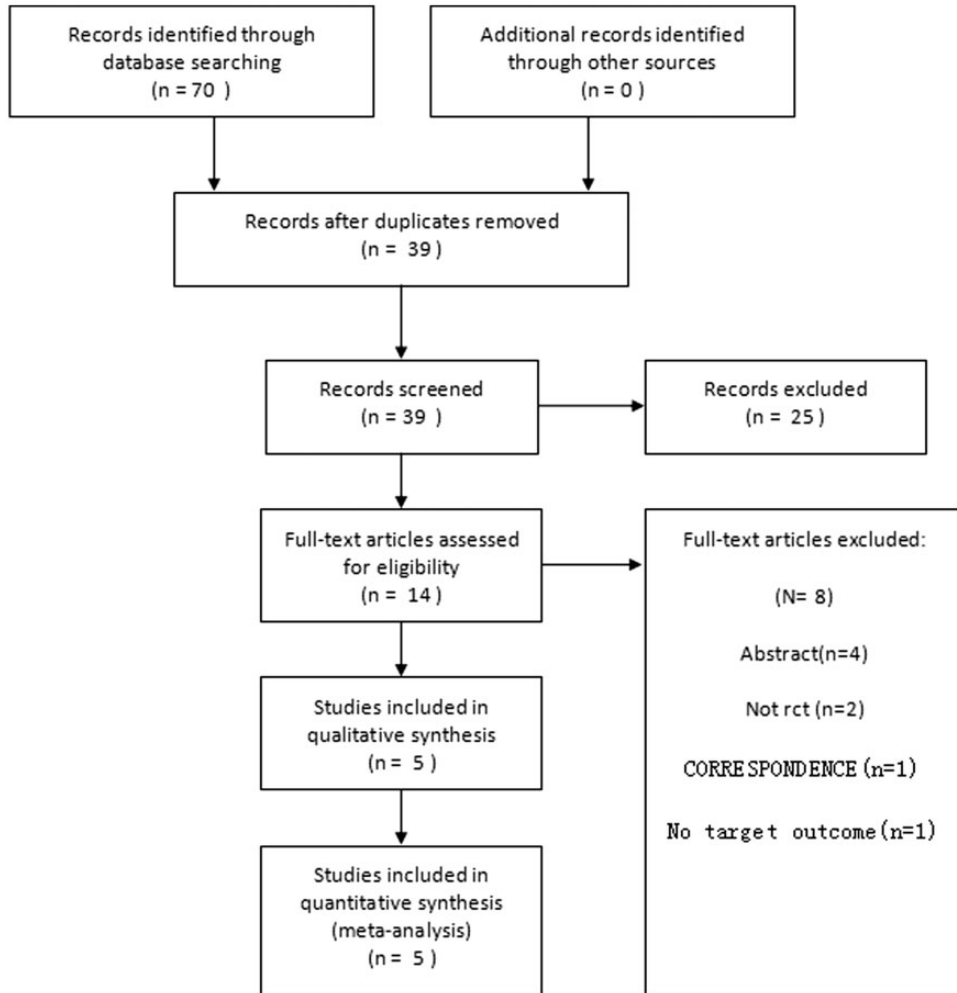 Records identified through
database searching
(n = 70 )
Additional records identified
through other sources
(n = 0 )
Records after duplicates removed
(n = 39 )
Records screened
(n = 39 )
Records excluded
(n = 25 )
Full-text articles assessed
for eligibility
(n = 14 )
Full-text articles excluded:
(N= 8)
Abstract(n=4)
Not rct (n=2)
CORRESPONDENCE(n=1)
No target outcome(n=1)
Studies included in
qualitative synthesis
(n = 5 )
Studies included in
quantitative synthesis
(meta-analysis)
(n = 5 )